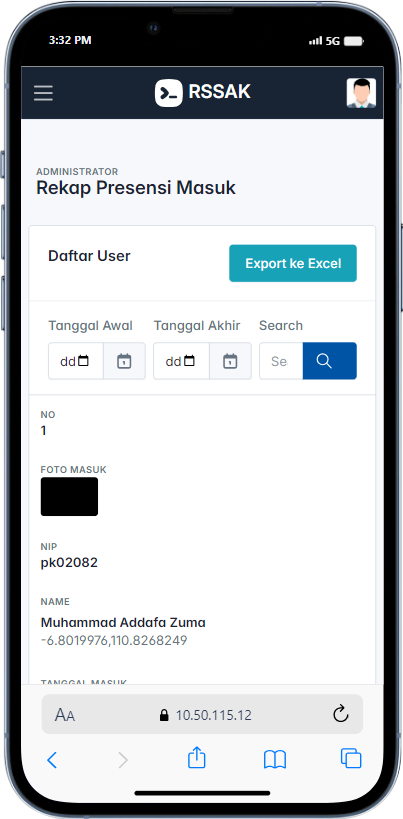 3:32 PM 5G
RSSAK
ADMINISTRATOR
Rekap Presensi Masuk
Daftar User
Export ke Excel
Tanggal Awal Tanggal Akhir Search
dd dd Se
NO
1
FOTO MASUK
NIP
pk02082
NAME
Muhammad Addafa Zuma
-6.8019976,110.8268249
TANGGAL MASUK
AA 10.50.115.12